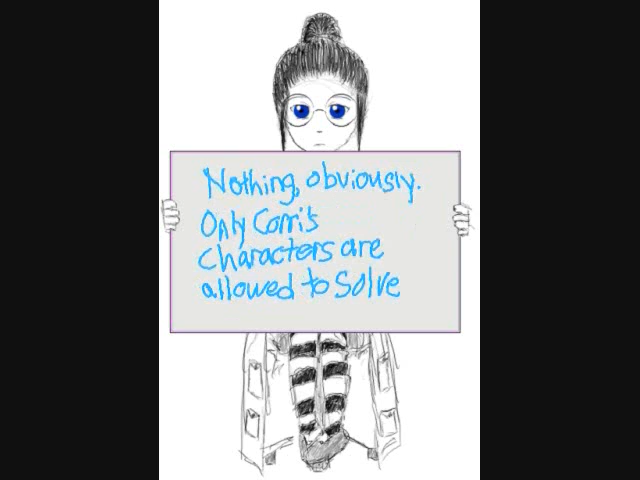 Nothing, obviously.
Only Corri's
characters are
allowed to solve